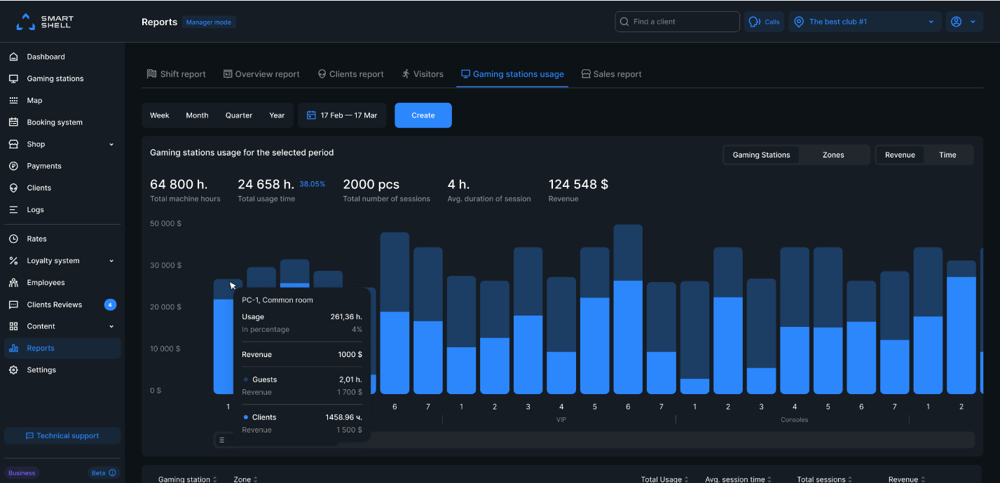 SMART
SHELL
Reports
Manager mode
Find a client
Calls
The best club #1
Dashboard
Gaming stations
Map
Booking system
Shop
Payments
Clients
Logs
Rates
Loyalty system
Employees
Clients Reviews
4
Content
Reports
Settings
Technical support
Business
Beta
Shift report
Overview report
Clients report
Visitors
Gaming stations usage
Sales report
Week
Month
Quarter
Year
17 Feb — 17 Mar
Create
Gaming stations usage for the selected period
Gaming Stations
Zones
Revenue
Time
64 800 h.
Total machine hours
24 658 h. 38.05%
Total usage time
2000 pcs
Total number of sessions
4 h.
Avg. duration of session
124 548 $
Revenue
50 000 $
30 000 $
20 000 $
10 000 $
0 $
PC-1, Common room
Usage 261,36 h.
In percentage 4%
Revenue 1000 $
Guests 2,01 h.
Revenue 1 700 $
Clients 1458.96 ч.
Revenue 1 500 $
1 6 7 1 2 3 4 5 6 7 1 2 3 4 5 6 7 1 2
VIP
Consoles
Gaming station Zone Total Usage Avg. session time Total sessions Revenue